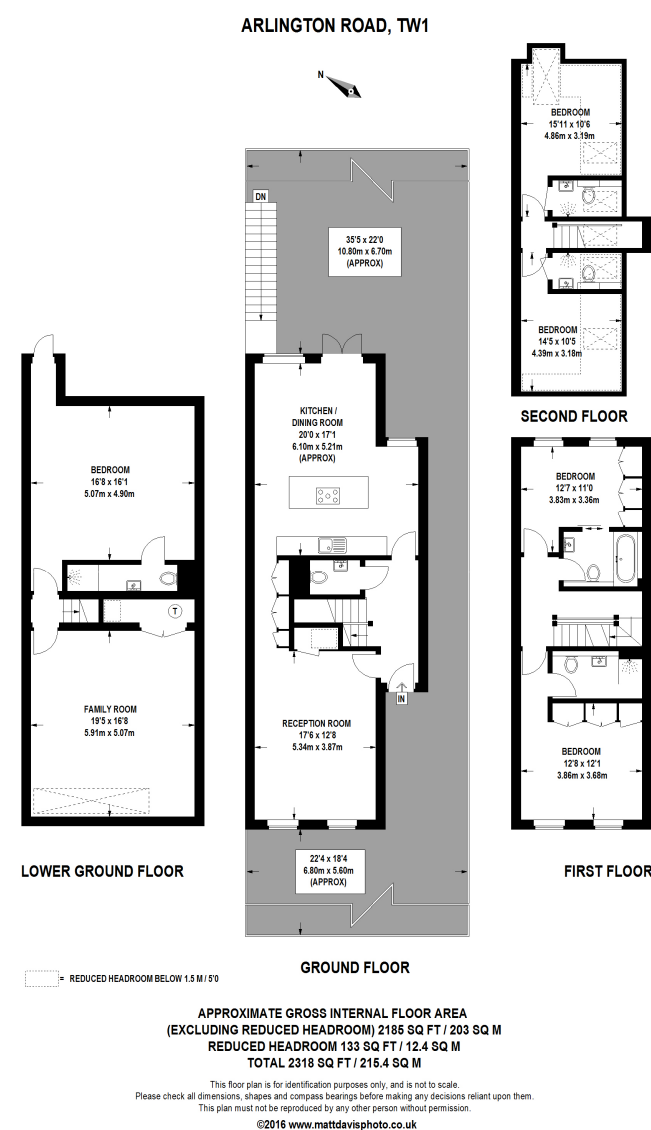 ARLINGTON ROAD, TW1
N
DN
35'5 x 22'0
10.80m x 6.70m
(APPROX)
BEDROOM
15'11 x 10'6
4.86m x 3.19m
BEDROOM
14'5 x 10'5
4.39m x 3.18m
SECOND FLOOR
KITCHEN /
DINING ROOM
20'0 x 17'1
6.10m x 5.21m
(APPROX)
BEDROOM
16'8 x 16'1
5.07m x 4.90m
BEDROOM
12'7 x 11'0
3.83m x 3.36m
T
IN
FAMILY ROOM
19'5 x 16'8
5.91m x 5.07m
RECEPTION ROOM
17'6 x 12'8
5.34m x 3.87m
BEDROOM
12'8 x 12'1
3.86m x 3.68m
LOWER GROUND FLOOR
22'4 x 18'4
6.80m x 5.60m
(APPROX)
FIRST FLOOR
GROUND FLOOR
= REDUCED HEADROOM BELOW 1.5 M / 5'0
APPROXIMATE GROSS INTERNAL FLOOR AREA
(EXCLUDING REDUCED HEADROOM) 2185 SQ FT / 203 SQ M
REDUCED HEADROOM 133 SQ FT / 12.4 SQ M
TOTAL 2318 SQ FT / 215.4 SQ M
This floor plan is for identification purposes only, and is not to scale.
Please check all dimensions, shapes and compass bearings before making any decisions reliant upon them.
This plan must not be reproduced by any other person without permission.
©2016 www.mattdavisphoto.co.uk